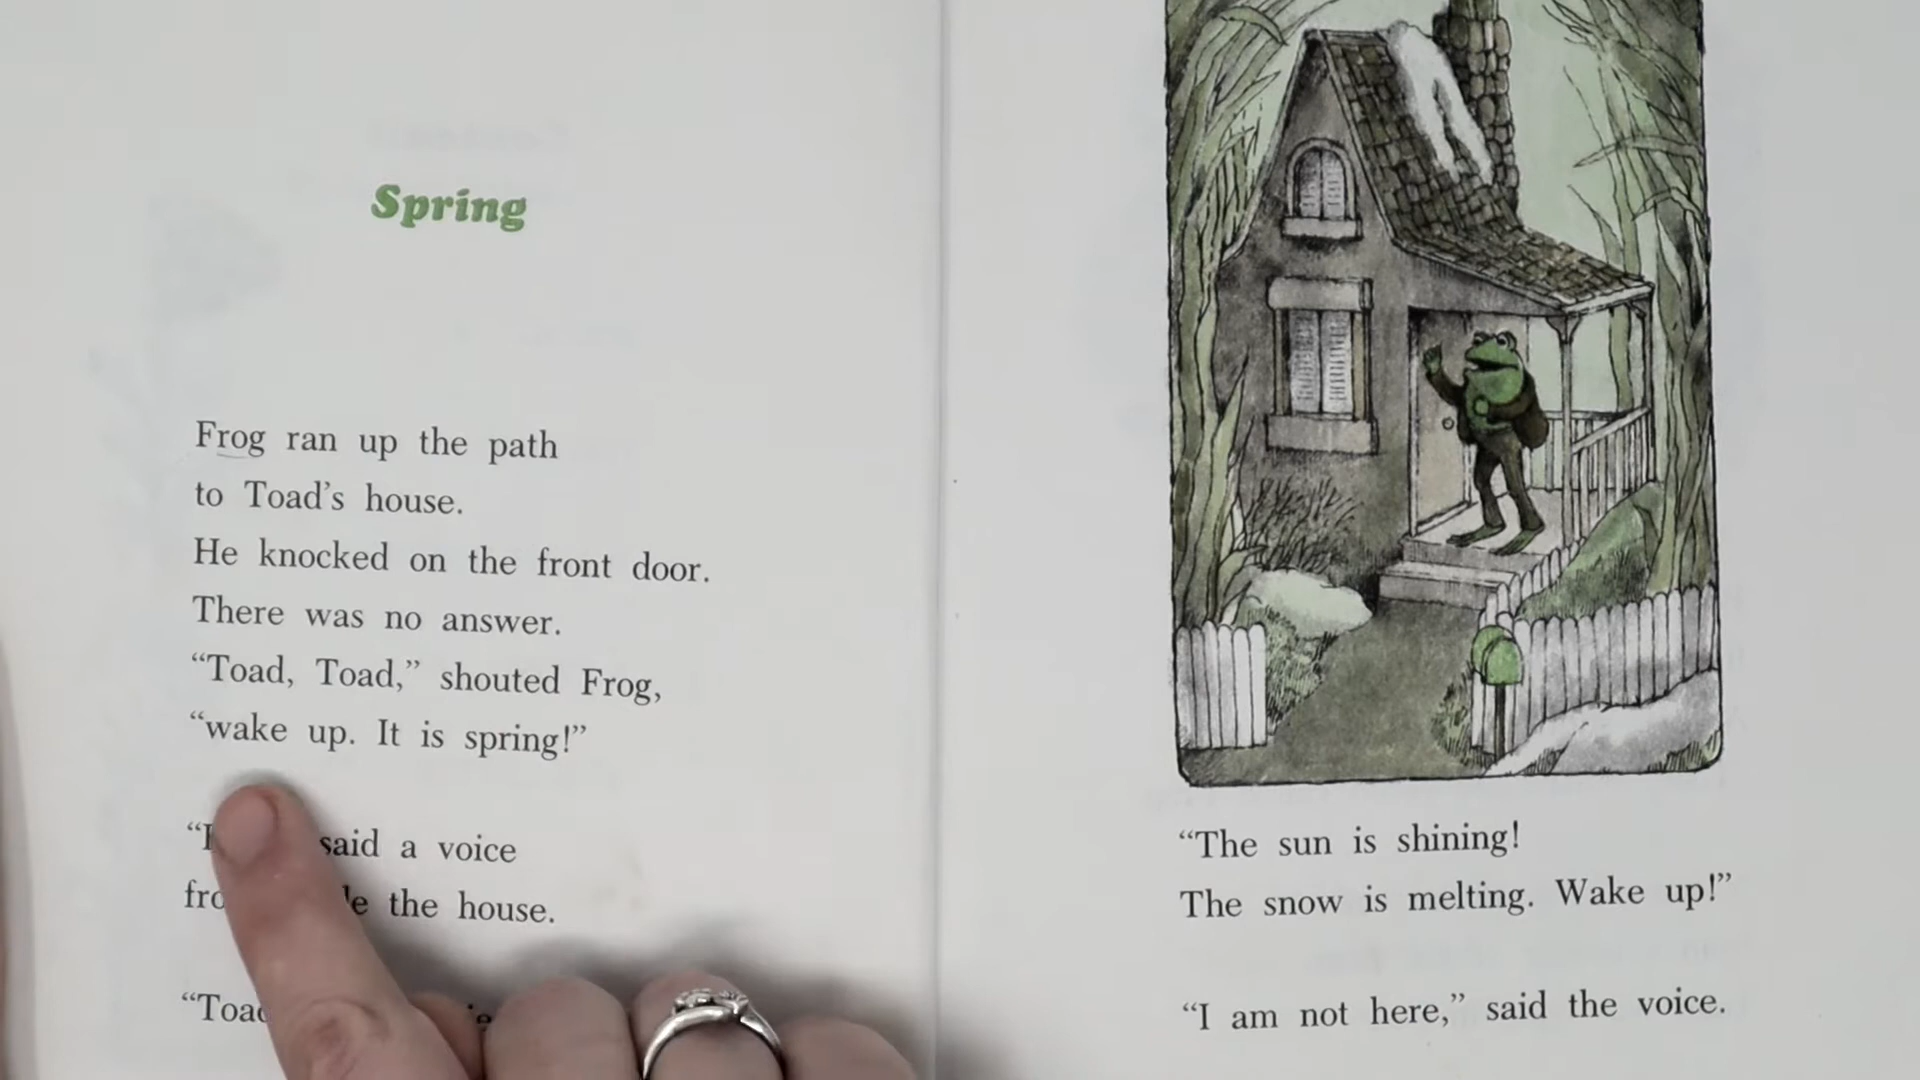 Spring
Frog ran up the path
to Toad's house.
He knocked on the front door.
There was no answer.
“Toad, Toad,” shouted Frog,
“wake up. It is spring!”
said a voice
the house.
“The sun is shining!
The snow is melting. Wake up!”
“I am not here,” said the voice.